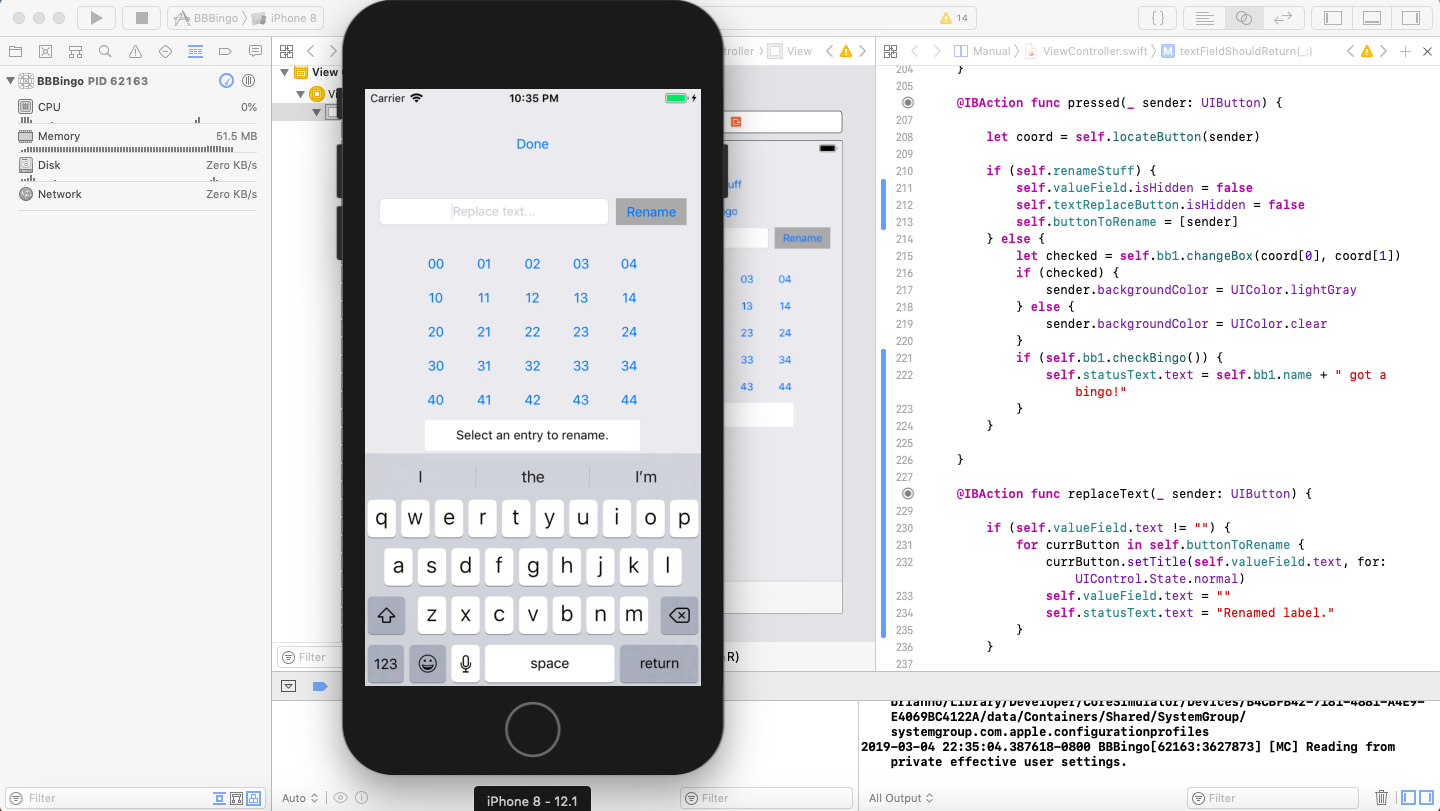 BBBingo
iPhone 8
14
BBBingo PID 62163
CPU
0%
Memory
51.5 MB
Disk
Zero KB/s
Network
Zero KB/s
Filter
View
Carrier
10:35 PM
Done
Replace text...
Rename
00 01 02 03 04
10 11 12 13 14
20 21 22 23 24
30 31 32 33 34
40 41 42 43 44
Select an entry to rename.
I
the
I'm
q w e r t y u i o p
a s d f g h j k l
z x c v b n m
123
space
return
iPhone 8 - 12.1
View
uff
go
Rename
03 04
13 14
23 24
33 34
43 44
R)
Filter
Auto
Filter
Manual
ViewController.swift
M
textFieldShouldReturn(_:)
204 }
205
@IBAction func pressed(_ sender: UIButton) {
207
208 let coord = self.locateButton(sender)
209
210 if (self.renameStuff) {
211 self.valueField.isHidden = false
212 self.textReplaceButton.isHidden = false
213 self.buttonToRename = [sender]
214 } else {
215 let checked = self.bb1.changeBox(coord[0], coord[1])
216 if (checked) {
217 sender.backgroundColor = UIColor.lightGray
218 } else {
219 sender.backgroundColor = UIColor.clear
220 }
221 if (self.bb1.checkBingo()) {
222 self.statusText.text = self.bb1.name + " got a
bingo!"
223 }
224 }
225
226 }
227
@IBAction func replaceText(_ sender: UIButton) {
229
230 if (self.valueField.text != "") {
231 for currButton in self.buttonToRename {
232 currButton.setTitle(self.valueField.text, for:
UIControl.State.normal)
233 self.valueField.text = ""
234 self.statusText.text = "Renamed label."
235 }
236 }
237
E4069BC4122A/data/Containers/Shared/SystemGroup/
systemgroup.com.apple.configurationprofiles
2019-03-04 22:35:04.387618-0800 BBBingo[62163:3627873] [MC] Reading from
private effective user settings.
All Output
Filter